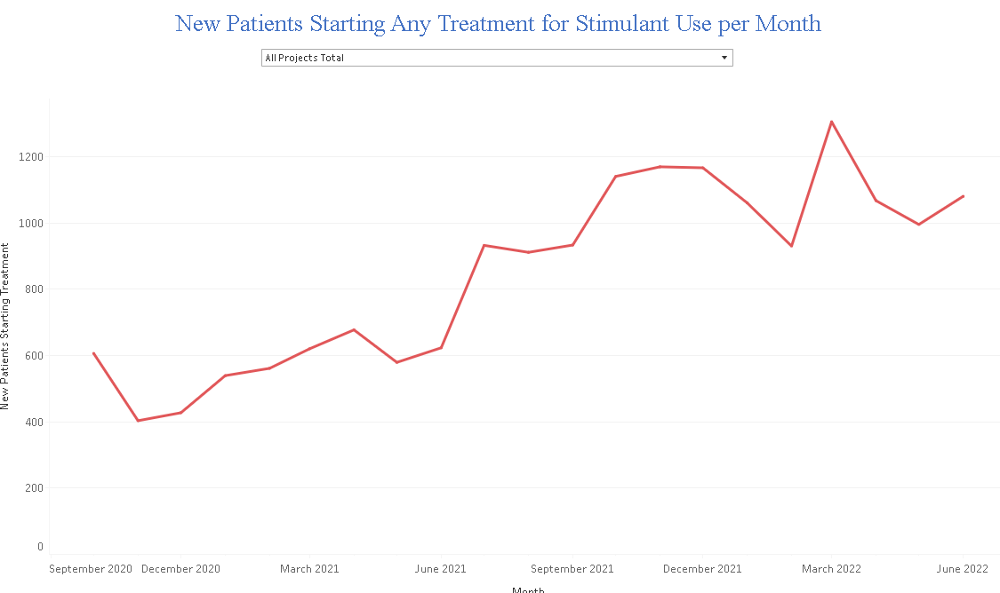 New Patients Starting Any Treatment for Stimulant Use per Month
All Projects Total
New Patients Starting Treatment
1200
1000
800
600
400
200
0
September 2020 December 2020 March 2021 June 2021 September 2021 December 2021 March 2022 June 2022
Month